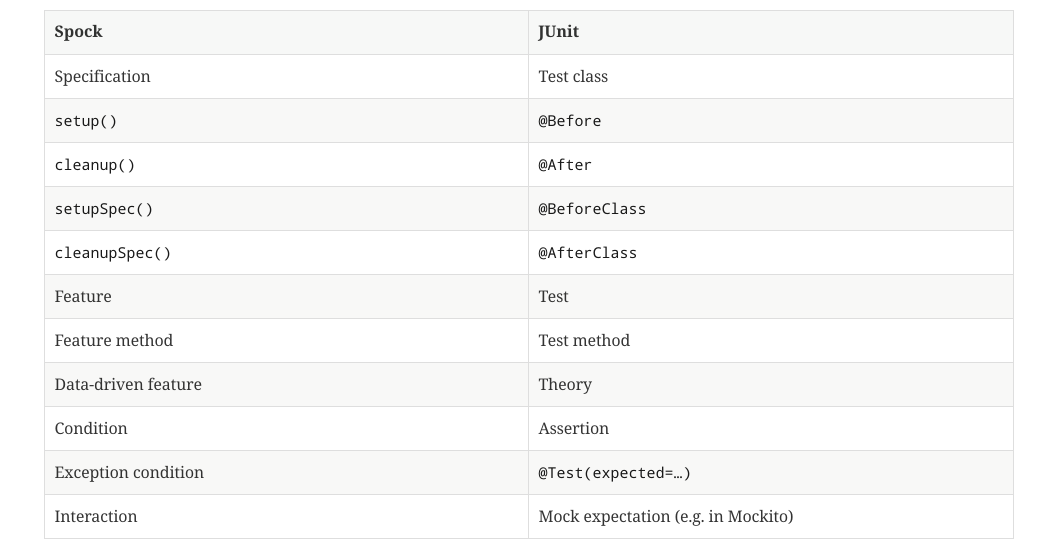 Spock JUnit
Specification Test class
setup() @Before
cleanup() @After
setupSpec() @BeforeClass
cleanupSpec() @AfterClass
Feature Test
Feature method Test method
Data-driven feature Theory
Condition Assertion
Exception condition @Test(expected=…)
Interaction Mock expectation (e.g. in Mockito)